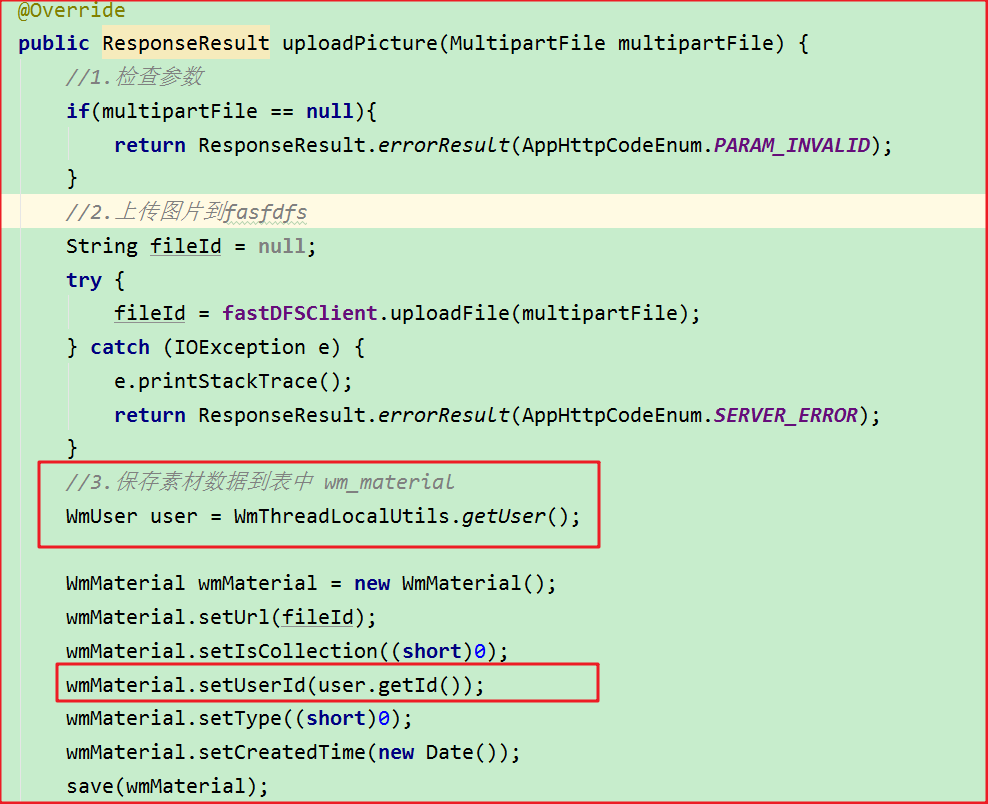 @Override
public ResponseResult uploadPicture(MultipartFile multipartFile) {
//1.检查参数
if(multipartFile == null){
return ResponseResult.errorResult(AppHttpCodeEnum.PARAM_INVALID);
}
//2.上传图片到fasfdfs
String fileId = null;
try {
fileId = fastDFSClient.uploadFile(multipartFile);
} catch (IOException e) {
e.printStackTrace();
return ResponseResult.errorResult(AppHttpCodeEnum.SERVER_ERROR);
}
//3.保存素材数据到表中 wm_material
WmUser user = WmThreadLocalUtils.getUser();
WmMaterial wmMaterial = new WmMaterial();
wmMaterial.setUrl(fileId);
wmMaterial.setIsCollection((short)0);
wmMaterial.setUserId(user.getId());
wmMaterial.setType((short)0);
wmMaterial.setCreatedTime(new Date());
save(wmMaterial);